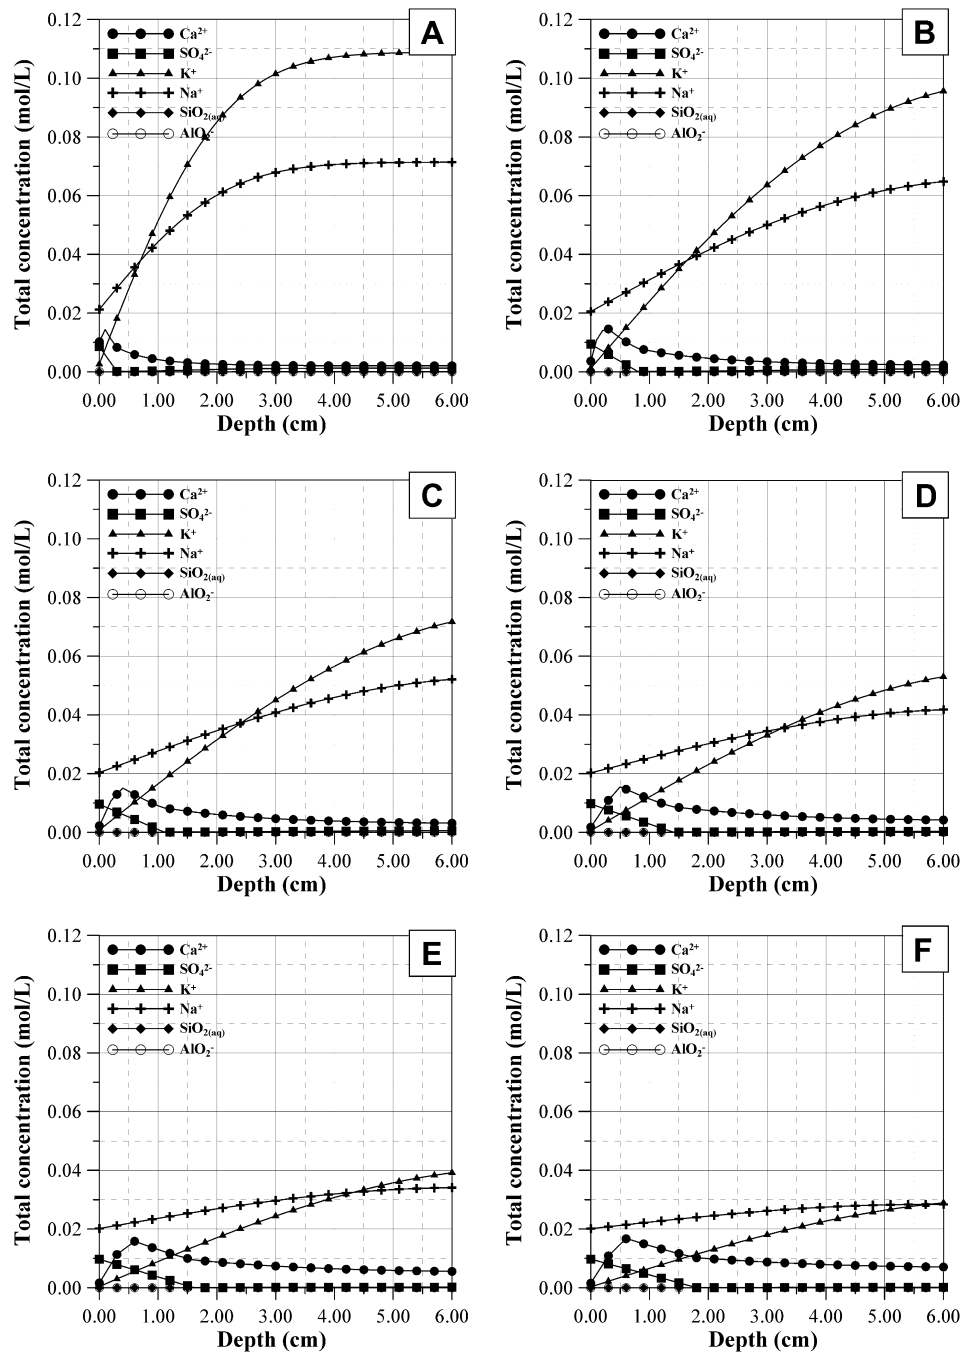 A
Total concentration (mol/L)
0.12
0.10
0.08
0.06
0.04
0.02
0.00
Ca²⁺
SO₄²⁻
K⁺
Na⁺
SiO₂₍aq₎
AlO₂⁻
0.00 1.00 2.00 3.00 4.00 5.00 6.00
Depth (cm)
B
Total concentration (mol/L)
0.12
0.10
0.08
0.06
0.04
0.02
0.00
Ca²⁺
SO₄²⁻
K⁺
Na⁺
SiO₂₍aq₎
AlO₂⁻
0.00 1.00 2.00 3.00 4.00 5.00 6.00
Depth (cm)
C
Total concentration (mol/L)
0.12
0.10
0.08
0.06
0.04
0.02
0.00
Ca²⁺
SO₄²⁻
K⁺
Na⁺
SiO₂₍aq₎
AlO₂⁻
0.00 1.00 2.00 3.00 4.00 5.00 6.00
Depth (cm)
D
Total concentration (mol/L)
0.12
0.10
0.08
0.06
0.04
0.02
0.00
Ca²⁺
SO₄²⁻
K⁺
Na⁺
SiO₂₍aq₎
AlO₂⁻
0.00 1.00 2.00 3.00 4.00 5.00 6.00
Depth (cm)
E
Total concentration (mol/L)
0.12
0.10
0.08
0.06
0.04
0.02
0.00
Ca²⁺
SO₄²⁻
K⁺
Na⁺
SiO₂₍aq₎
AlO₂⁻
0.00 1.00 2.00 3.00 4.00 5.00 6.00
Depth (cm)
F
Total concentration (mol/L)
0.12
0.10
0.08
0.06
0.04
0.02
0.00
Ca²⁺
SO₄²⁻
K⁺
Na⁺
SiO₂₍aq₎
AlO₂⁻
0.00 1.00 2.00 3.00 4.00 5.00 6.00
Depth (cm)